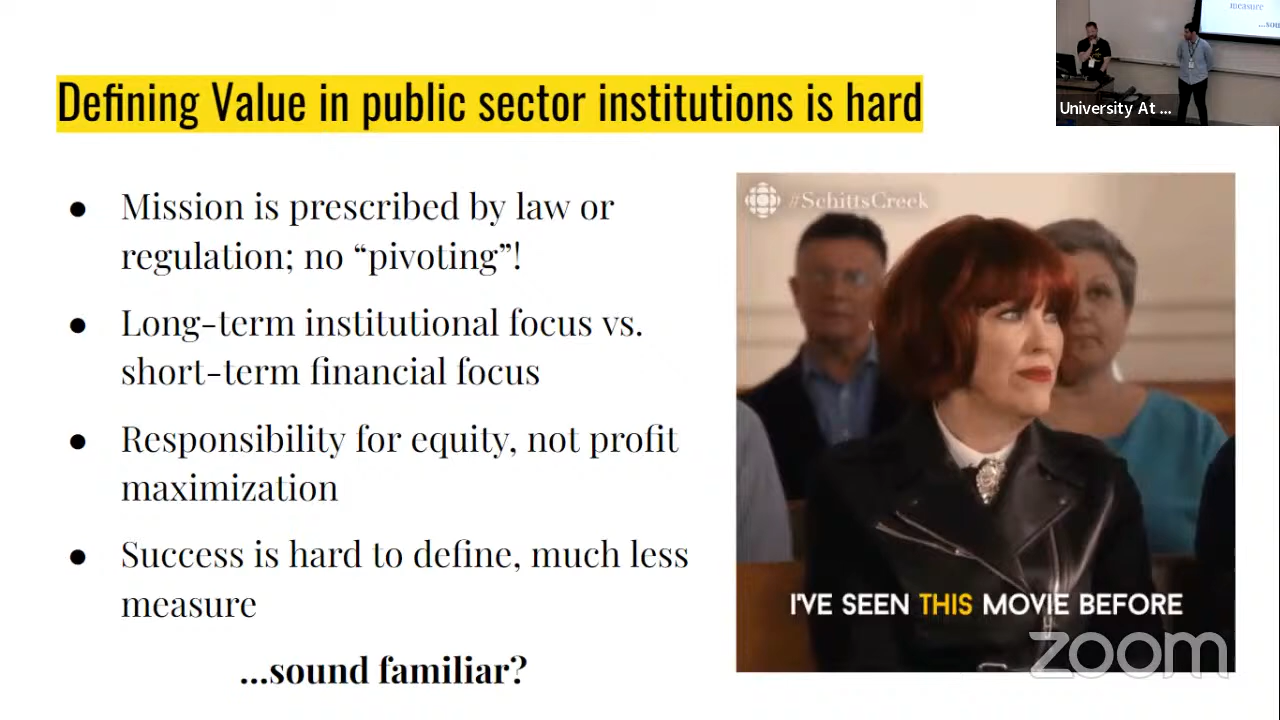 measure
...sou
University At ...
Defining Value in public sector institutions is hard
● Mission is prescribed by law or
regulation; no “pivoting”!
● Long-term institutional focus vs.
short-term financial focus
● Responsibility for equity, not profit
maximization
● Success is hard to define, much less
measure
...sound familiar?
#SchittsCreek
I'VE SEEN THIS MOVIE BEFORE
zoom